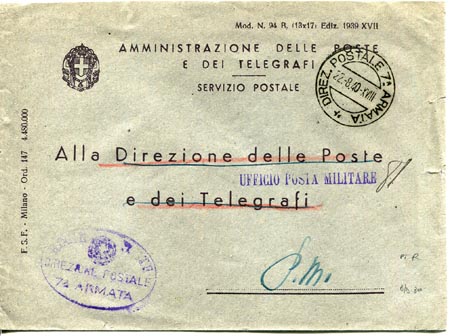 Mod. N. 94 B, (13x17) Ediz. 1939-XVII
AMMINISTRAZIONE DELLE POSTE
E DEI TELEGRAFI
SERVIZIO POSTALE
DIREZ. POSTALE 7ª ARMATA
22-8-40-XVIII
Alla Direzione delle Poste
UFFICIO POSTA MILITARE 81
e dei Telegrafi
F. S. F. - Milano - Ord. 147 4.480.000
DIREZIONE POSTALE
7ª ARMATA
P.M.